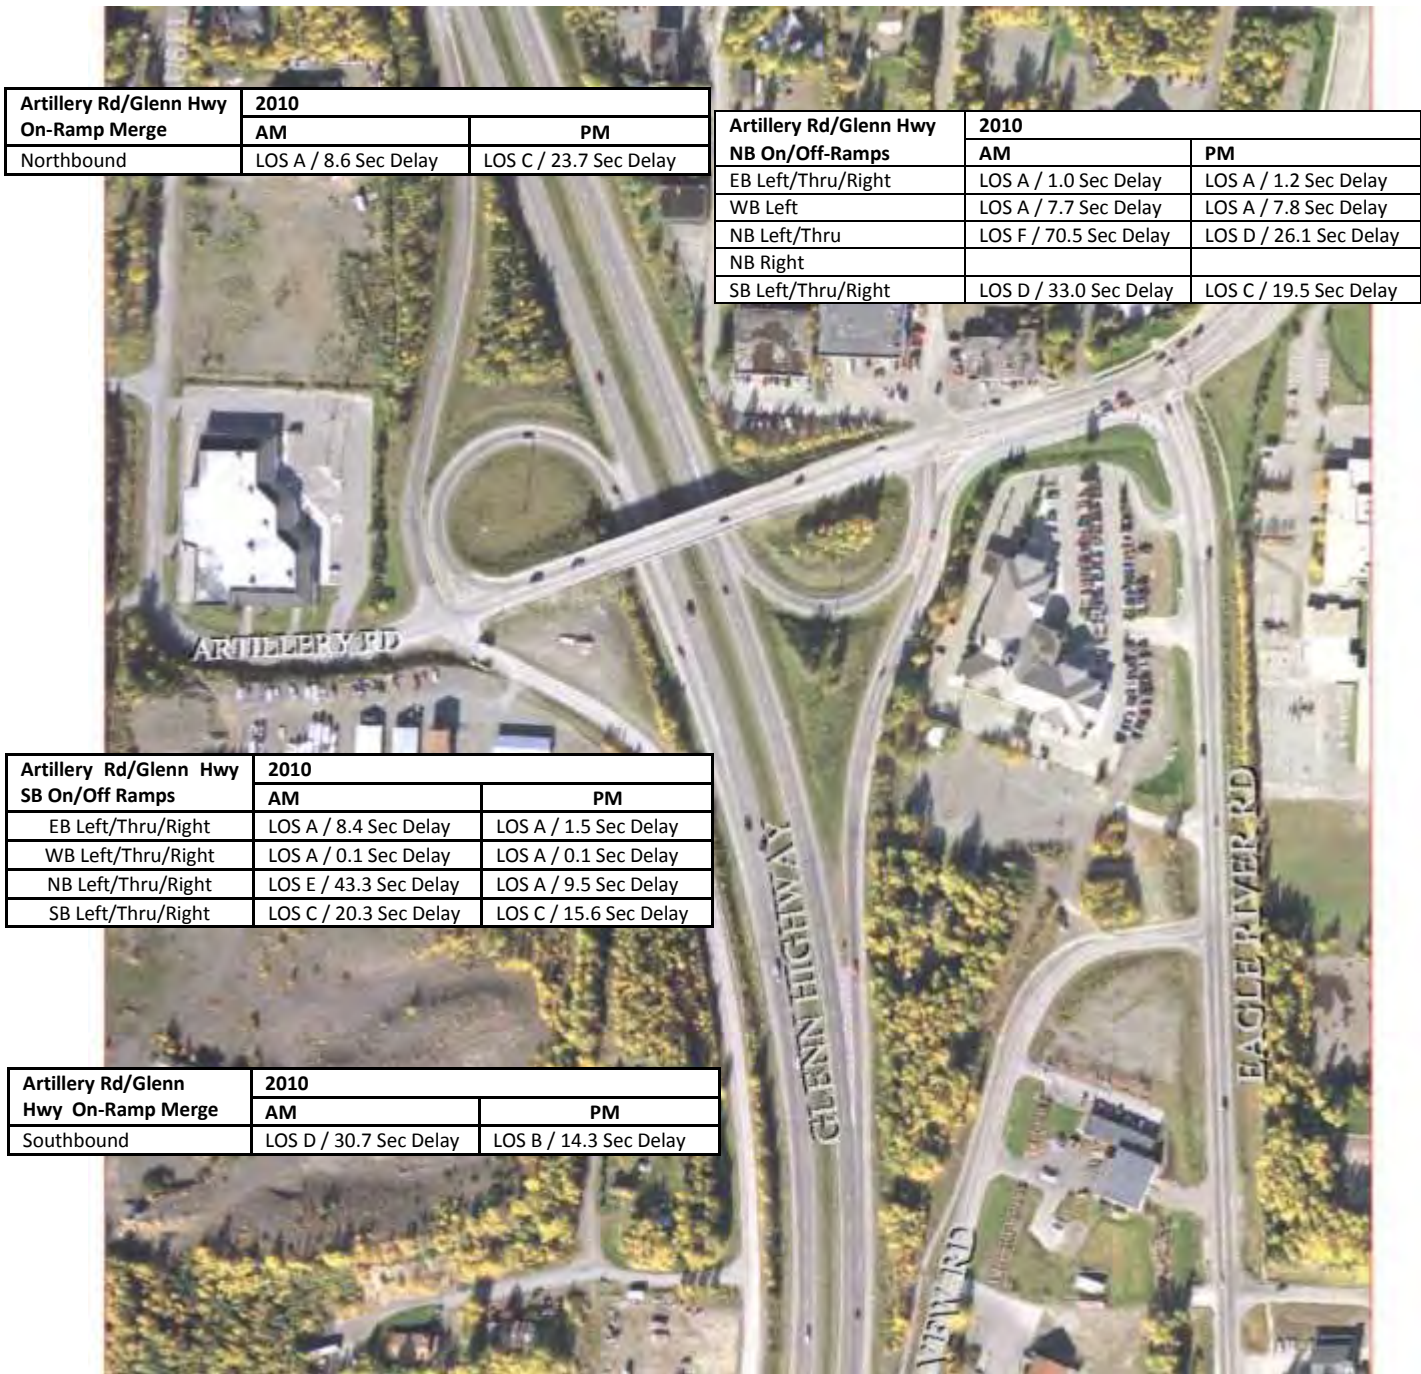 Artillery Rd/Glenn Hwy On-Ramp Merge
2010
AM PM
Northbound LOS A / 8.6 Sec Delay LOS C / 23.7 Sec Delay
Artillery Rd/Glenn Hwy NB On/Off-Ramps
2010
AM PM
EB Left/Thru/Right LOS A / 1.0 Sec Delay LOS A / 1.2 Sec Delay
WB Left LOS A / 7.7 Sec Delay LOS A / 7.8 Sec Delay
NB Left/Thru LOS F / 70.5 Sec Delay LOS D / 26.1 Sec Delay
NB Right
SB Left/Thru/Right LOS D / 33.0 Sec Delay LOS C / 19.5 Sec Delay
ARTILLERY RD
Artillery Rd/Glenn Hwy SB On/Off Ramps
2010
AM PM
EB Left/Thru/Right LOS A / 8.4 Sec Delay LOS A / 1.5 Sec Delay
WB Left/Thru/Right LOS A / 0.1 Sec Delay LOS A / 0.1 Sec Delay
NB Left/Thru/Right LOS E / 43.3 Sec Delay LOS A / 9.5 Sec Delay
SB Left/Thru/Right LOS C / 20.3 Sec Delay LOS C / 15.6 Sec Delay
GLENN HIGHWAY
EAGLE RIVER RD
Artillery Rd/Glenn Hwy On-Ramp Merge
2010
AM PM
Southbound LOS D / 30.7 Sec Delay LOS B / 14.3 Sec Delay
RD